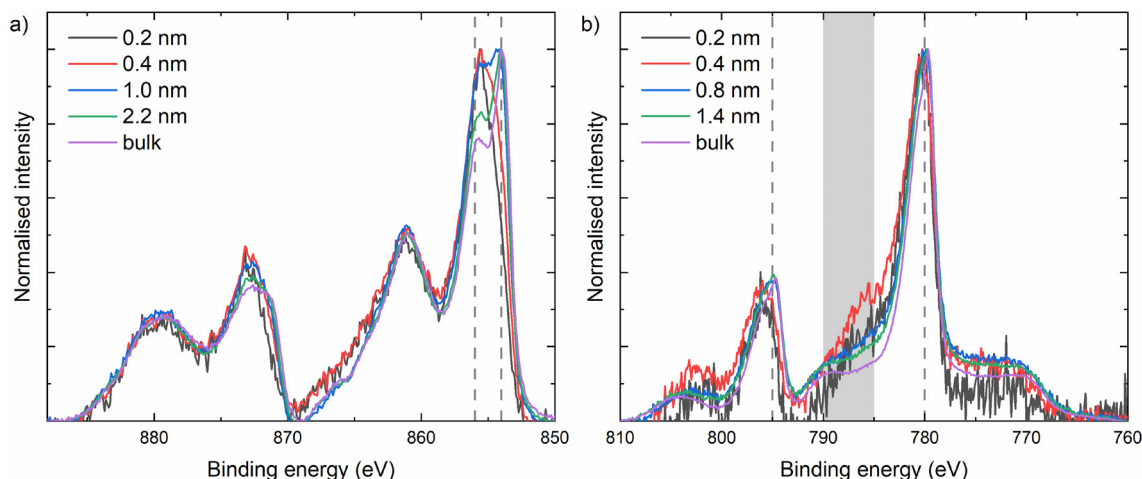 a)
0.2 nm
0.4 nm
1.0 nm
2.2 nm
bulk
Normalised intensity
880
870
860
850
Binding energy (eV)
b)
0.2 nm
0.4 nm
0.8 nm
1.4 nm
bulk
Normalised intensity
810
800
790
780
770
760
Binding energy (eV)